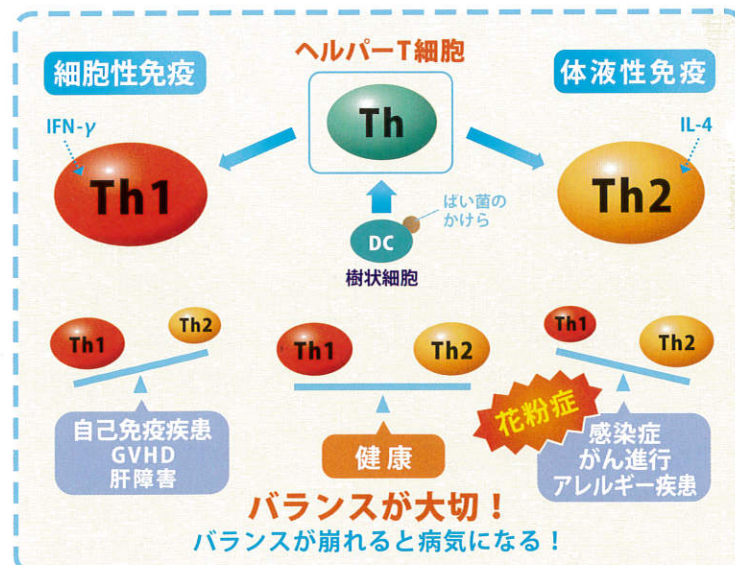 ヘルパーT細胞
細胞性免疫
体液性免疫
IFN-γ
Th
IL-4
Th1
Th2
ばい菌の
かけら
DC
樹状細胞
Th1
Th2
Th1
Th2
Th1
Th2
自己免疫疾患
GVHD
肝障害
健康
花粉症
感染症
がん進行
アレルギー疾患
バランスが大切！
バランスが崩れると病気になる！